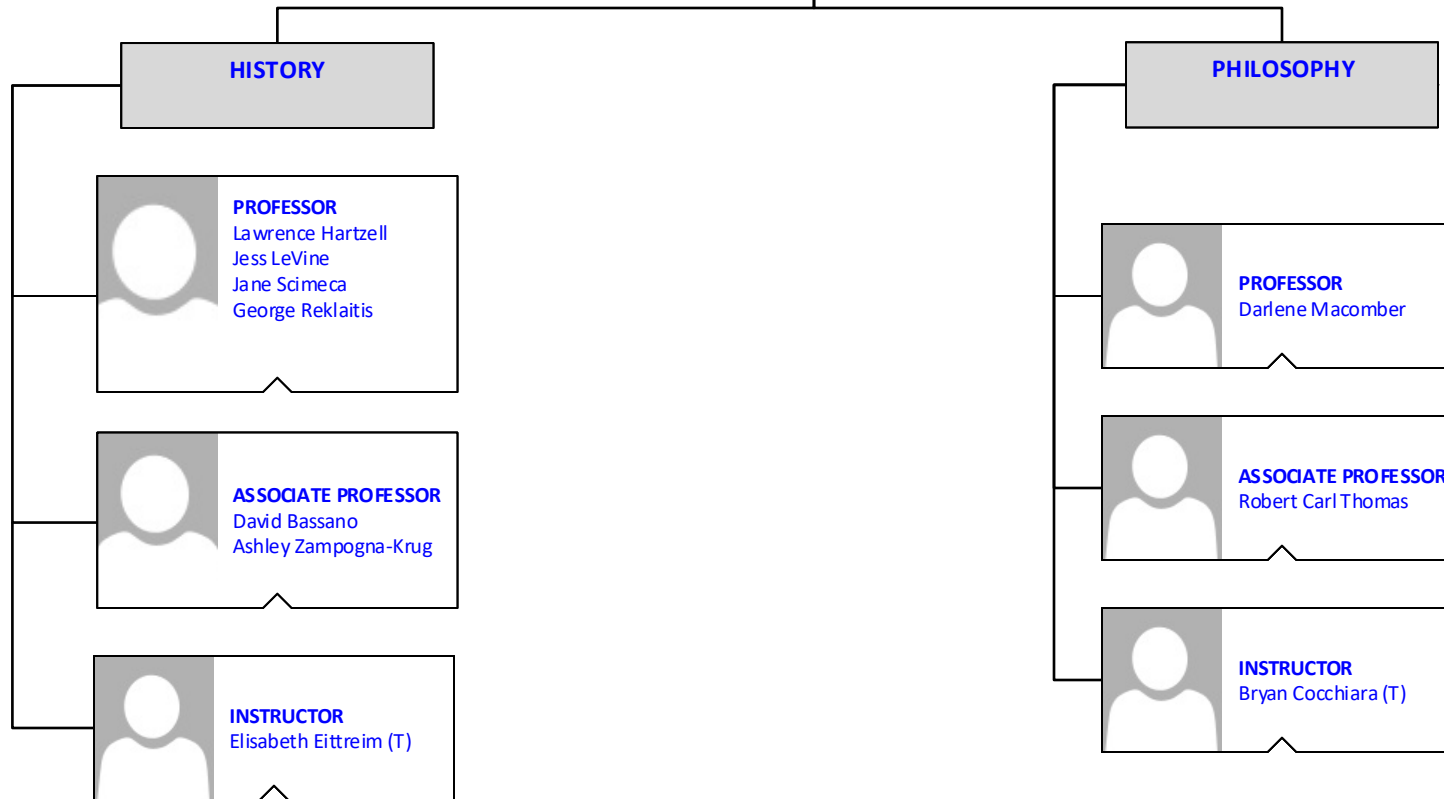 HISTORY
PROFESSOR
Lawrence Hartzell
Jess LeVine
Jane Scimeca
George Reklaitis
ASSOCIATE PROFESSOR
David Bassano
Ashley Zampogna-Krug
INSTRUCTOR
Elisabeth Eittreim (T)
PHILOSOPHY
PROFESSOR
Darlene Macomber
ASSOCIATE PROFESSOR
Robert Carl Thomas
INSTRUCTOR
Bryan Cocchiara (T)